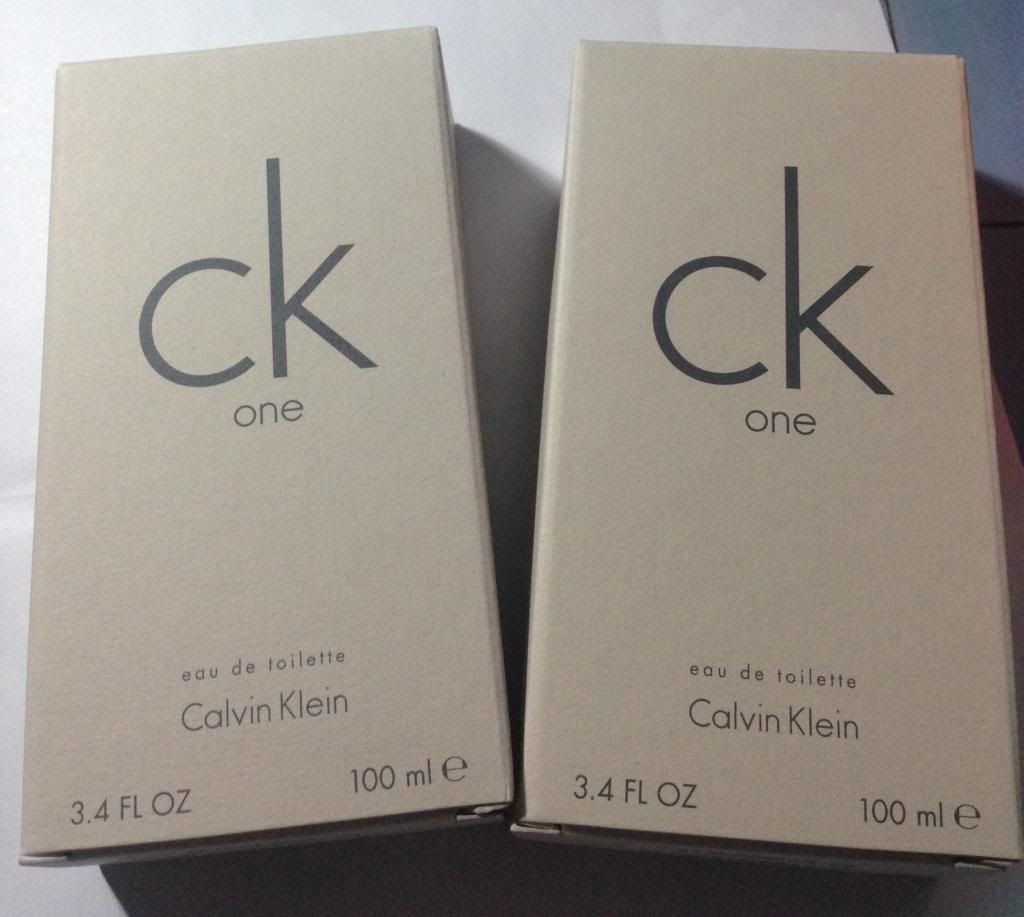 ck
one
eau de toilette
Calvin Klein
3.4 FL OZ 100 ml ℮
ck
one
eau de toilette
Calvin Klein
3.4 FL OZ 100 ml ℮